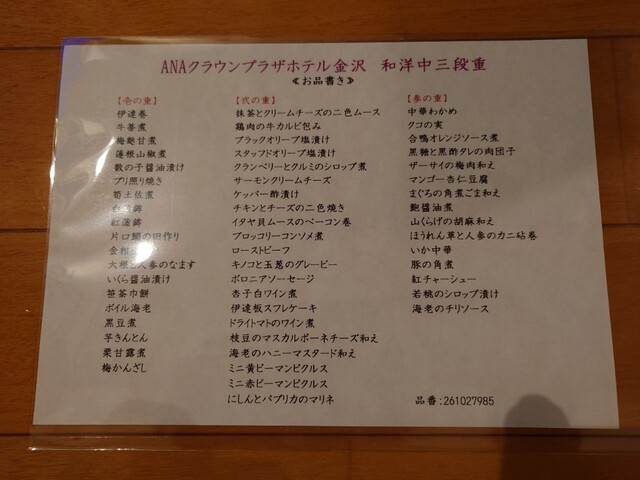 ANAクラウンプラザホテル金沢 和洋中三段重
≪お品書き≫
【壱の重】
伊達巻
牛蒡煮
梅麩甘煮
蓮根山椒煮
数の子醤油漬け
ブリ照り焼き
筍土佐煮
紅蒲鉾
片口鰯の田作り
大根と人参のなます
いくら醤油漬け
笹茶巾餅
ボイル海老
黒豆煮
芋きんとん
栗甘露煮
梅かんざし
【弐の重】
抹茶とクリームチーズの二色ムース
鶏肉の牛カルビ包み
ブラックオリーブ塩漬け
スタッフドオリーブ塩漬け
クランベリーとクルミのシロップ煮
サーモンクリームチーズ
ケッパー酢漬け
チキンとチーズの二色焼き
イタヤ貝ムースのベーコン巻
ブロッコリーコンソメ煮
ローストビーフ
キノコと玉葱のグレービー
ボロニアソーセージ
杏子白ワイン煮
伊達板スフレケーキ
ドライトマトのワイン煮
枝豆のマスカルポーネチーズ和え
海老のハニーマスタード和え
ミニ黄ピーマンピクルス
ミニ赤ピーマンピクルス
にしんとパプリカのマリネ
【参の重】
中華わかめ
クコの実
合鴨オレンジソース煮
黒麹と黒酢タレの肉団子
ザーサイの梅肉和え
マンゴー杏仁豆腐
まぐろの角煮ごま和え
鮑醤油煮
山くらげの胡麻和え
ほうれん草と人参のカニ砧巻
いか中華
豚の角煮
紅チャーシュー
若桃のシロップ漬け
海老のチリソース
品番:261027985